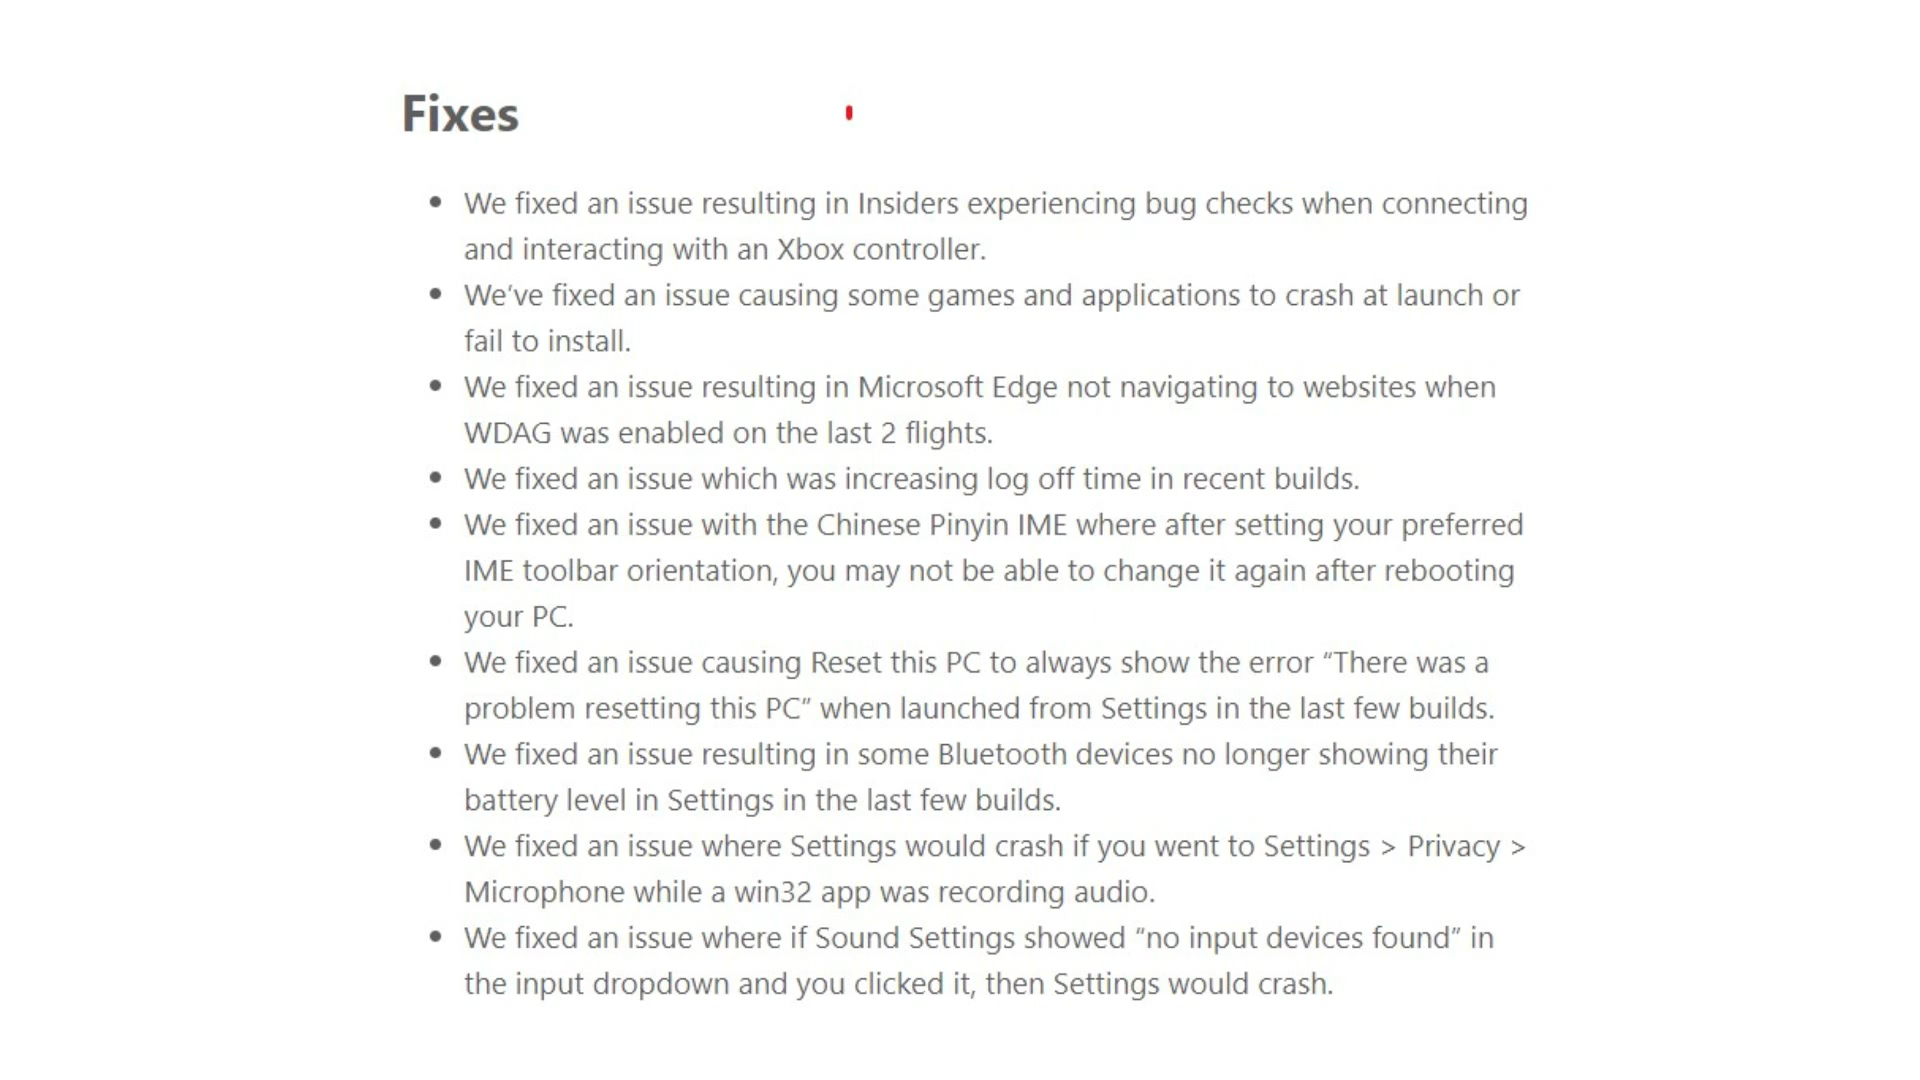 Fixes
• We fixed an issue resulting in Insiders experiencing bug checks when connecting
and interacting with an Xbox controller.
• We’ve fixed an issue causing some games and applications to crash at launch or
fail to install.
• We fixed an issue resulting in Microsoft Edge not navigating to websites when
WDAG was enabled on the last 2 flights.
• We fixed an issue which was increasing log off time in recent builds.
• We fixed an issue with the Chinese Pinyin IME where after setting your preferred
IME toolbar orientation, you may not be able to change it again after rebooting
your PC.
• We fixed an issue causing Reset this PC to always show the error “There was a
problem resetting this PC” when launched from Settings in the last few builds.
• We fixed an issue resulting in some Bluetooth devices no longer showing their
battery level in Settings in the last few builds.
• We fixed an issue where Settings would crash if you went to Settings > Privacy >
Microphone while a win32 app was recording audio.
• We fixed an issue where if Sound Settings showed “no input devices found” in
the input dropdown and you clicked it, then Settings would crash.